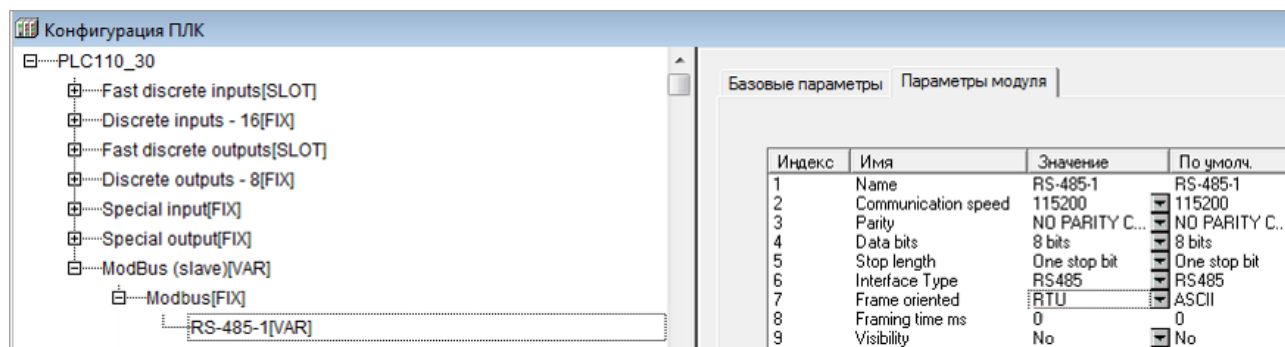 Конфигурация ПЛК
PLC110_30
Fast discrete inputs[SLOT]
Discrete inputs - 16[FIX]
Fast discrete outputs[SLOT]
Discrete outputs - 8[FIX]
Special input[FIX]
Special output[FIX]
ModBus (slave)[VAR]
Modbus[FIX]
RS-485-1[VAR]
Базовые параметры Параметры модуля
Индекс Имя Значение По умолч.
1 Name RS-485-1 RS-485-1
2 Communication speed 115200 115200
3 Parity NO PARITY C... NO PARITY C...
4 Data bits 8 bits 8 bits
5 Stop length One stop bit One stop bit
6 Interface Type RS485 RS485
7 Frame oriented RTU ASCII
8 Framing time ms 0 0
9 Visibility No No